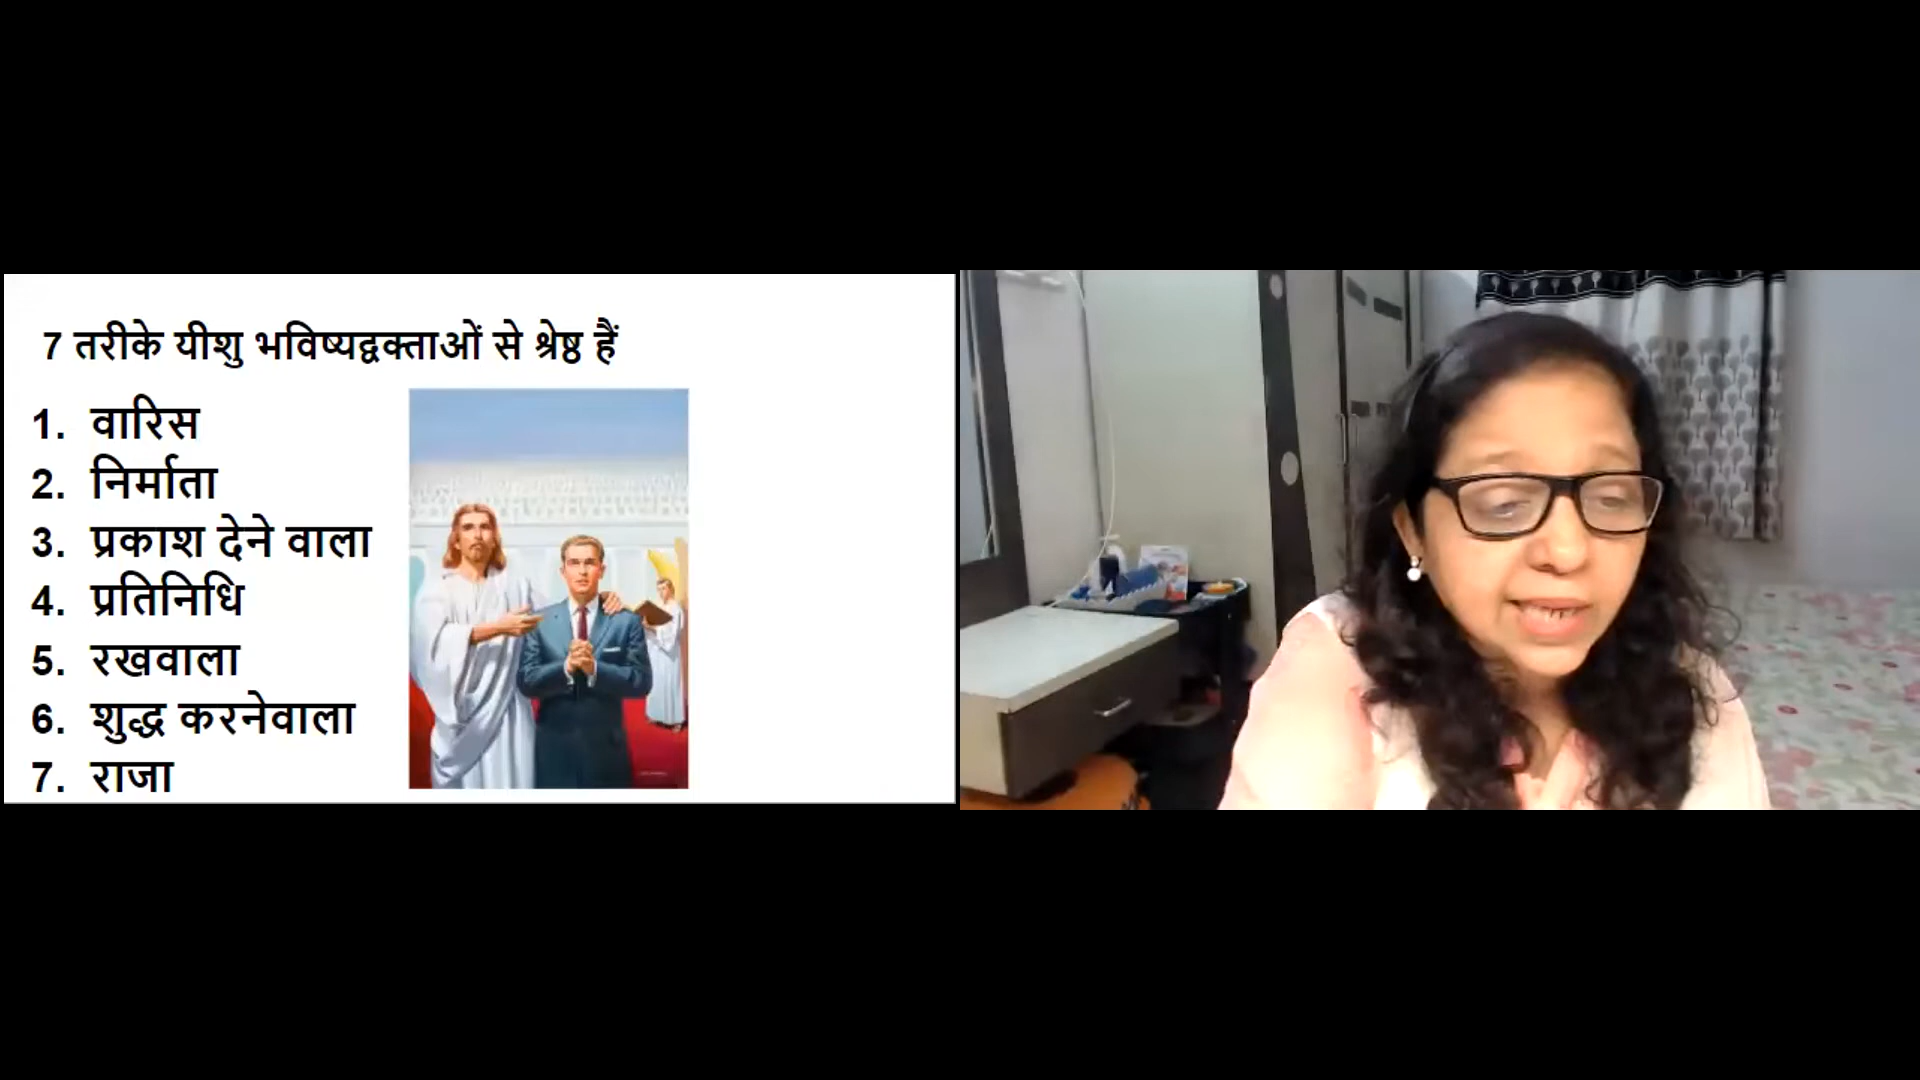 7 तरीके यीशु भविष्यद्वक्ताओं से श्रेष्ठ हैं
1. वारिस
2. निर्माता
3. प्रकाश देने वाला
4. प्रतिनिधि
5. रखवाला
6. शुद्ध करनेवाला
7. राजा